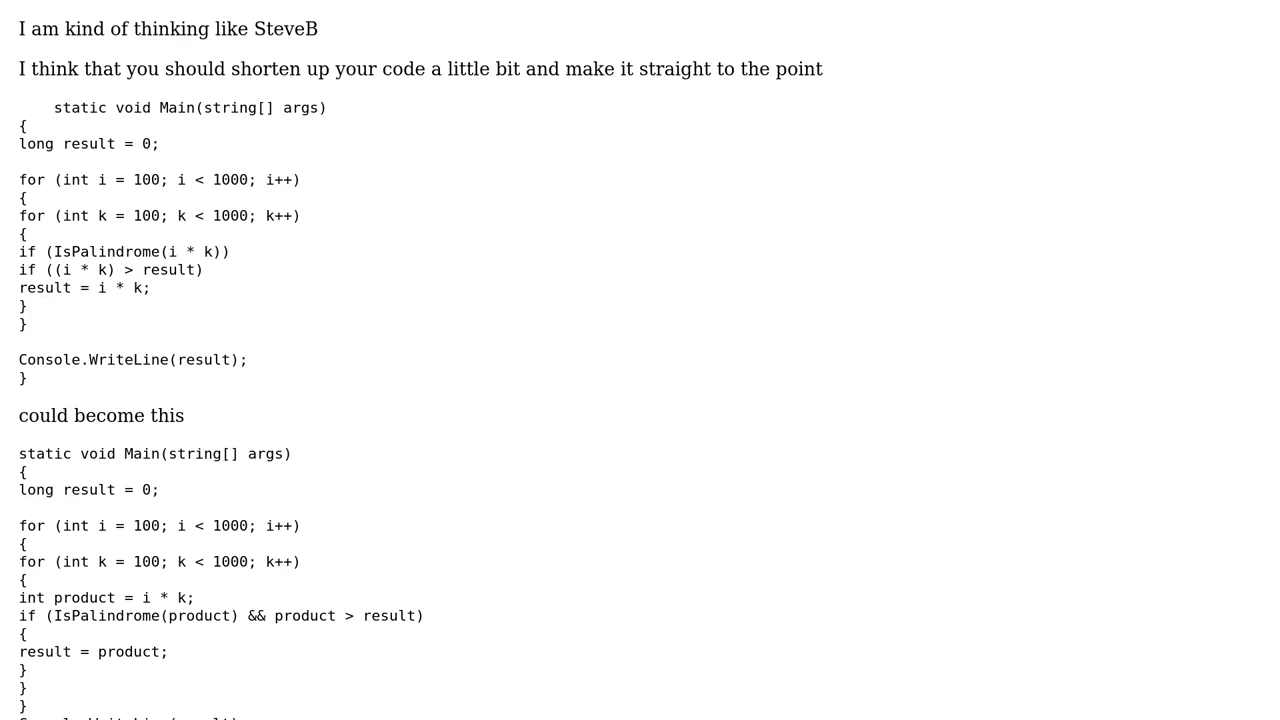 I am kind of thinking like SteveB
I think that you should shorten up your code a little bit and make it straight to the point
static void Main(string[] args)
{
long result = 0;
for (int i = 100; i < 1000; i++)
{
for (int k = 100; k < 1000; k++)
{
if (IsPalindrome(i * k))
if ((i * k) > result)
result = i * k;
}
}
Console.WriteLine(result);
}
could become this
static void Main(string[] args)
{
long result = 0;
for (int i = 100; i < 1000; i++)
{
for (int k = 100; k < 1000; k++)
{
int product = i * k;
if (IsPalindrome(product) && product > result)
{
result = product;
}
}
}